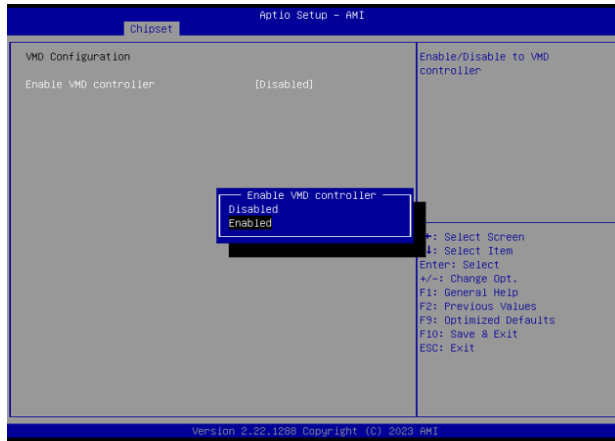 Aptio Setup - AMI
Chipset
VMD Configuration
Enable VMD controller [Disabled]
Enable/Disable to VMD
controller
Enable VMD controller
Disabled
Enabled
: Select Screen
: Select Item
Enter: Select
+/-: Change Opt.
F1: General Help
F2: Previous Values
F9: Optimized Defaults
F10: Save & Exit
ESC: Exit
Version 2.22.1288 Copyright (C) 2023 AMI